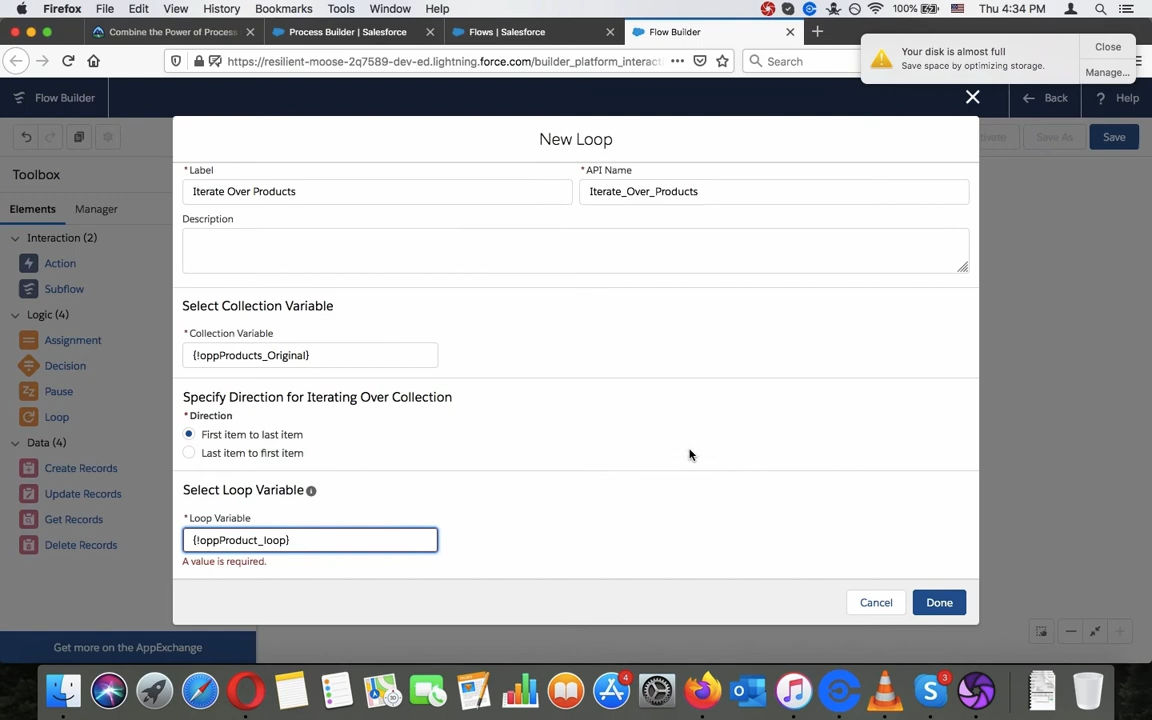 Firefox File Edit View History Bookmarks Tools Window Help 100% Thu 4:34 PM
Combine the Power of Process
Process Builder | Salesforce
Flows | Salesforce
Flow Builder
https://resilient-moose-2q7589-dev-ed.lightning.force.com/builder_platform_interact
Search
Your disk is almost full
Save space by optimizing storage.
Close
Manage...
Flow Builder
Back
Help
Save As
Save
Toolbox
Elements
Manager
Interaction (2)
Action
Subflow
Logic (4)
Assignment
Decision
Pause
Loop
Data (4)
Create Records
Update Records
Get Records
Delete Records
Get more on the AppExchange
New Loop
* Label
Iterate Over Products
* API Name
Iterate_Over_Products
Description
Select Collection Variable
* Collection Variable
{!oppProducts_Original}
Specify Direction for Iterating Over Collection
* Direction
First item to last item
Last item to first item
Select Loop Variable
* Loop Variable
{!oppProduct_loop}
A value is required.
Cancel
Done
4
3